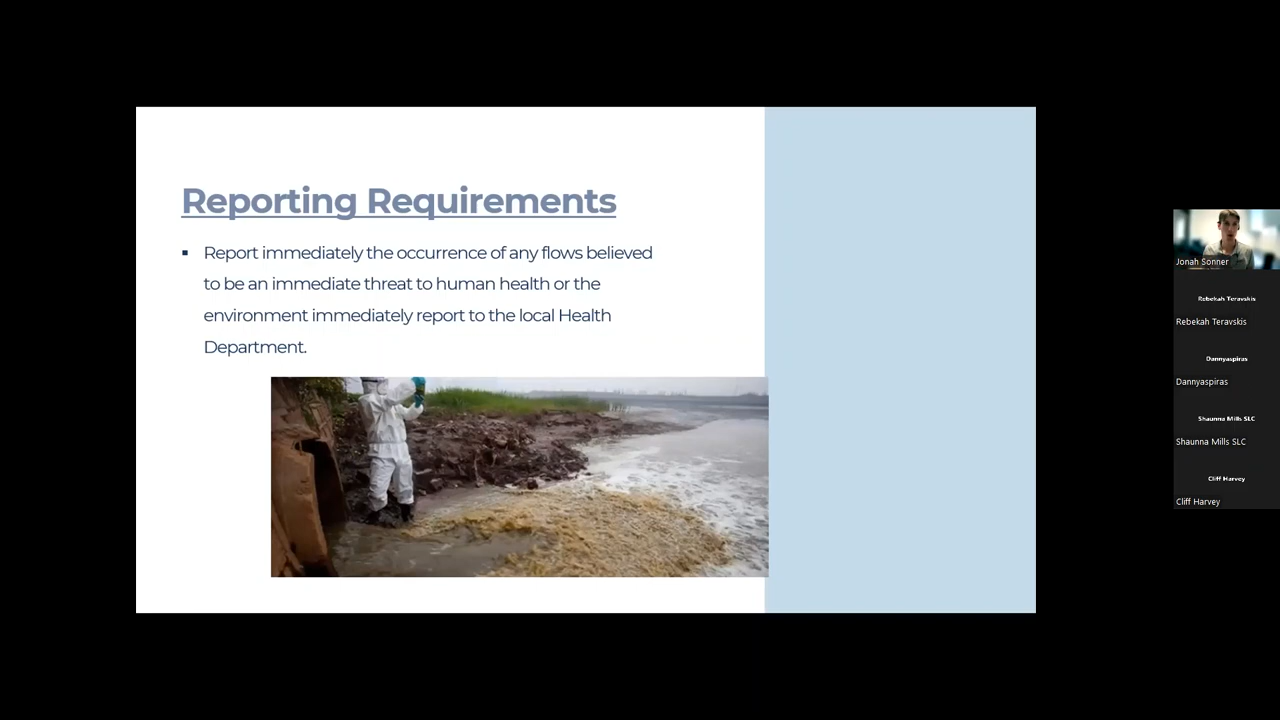 Reporting Requirements
▪ Report immediately the occurrence of any flows believed
to be an immediate threat to human health or the
environment immediately report to the local Health
Department.
Jonah Sonner
Rebekah Teravskis
Rebekah Teravskis
Dannyaspiras
Dannyaspiras
Shaunna Mills SLC
Shaunna Mills SLC
Cliff Harvey
Cliff Harvey